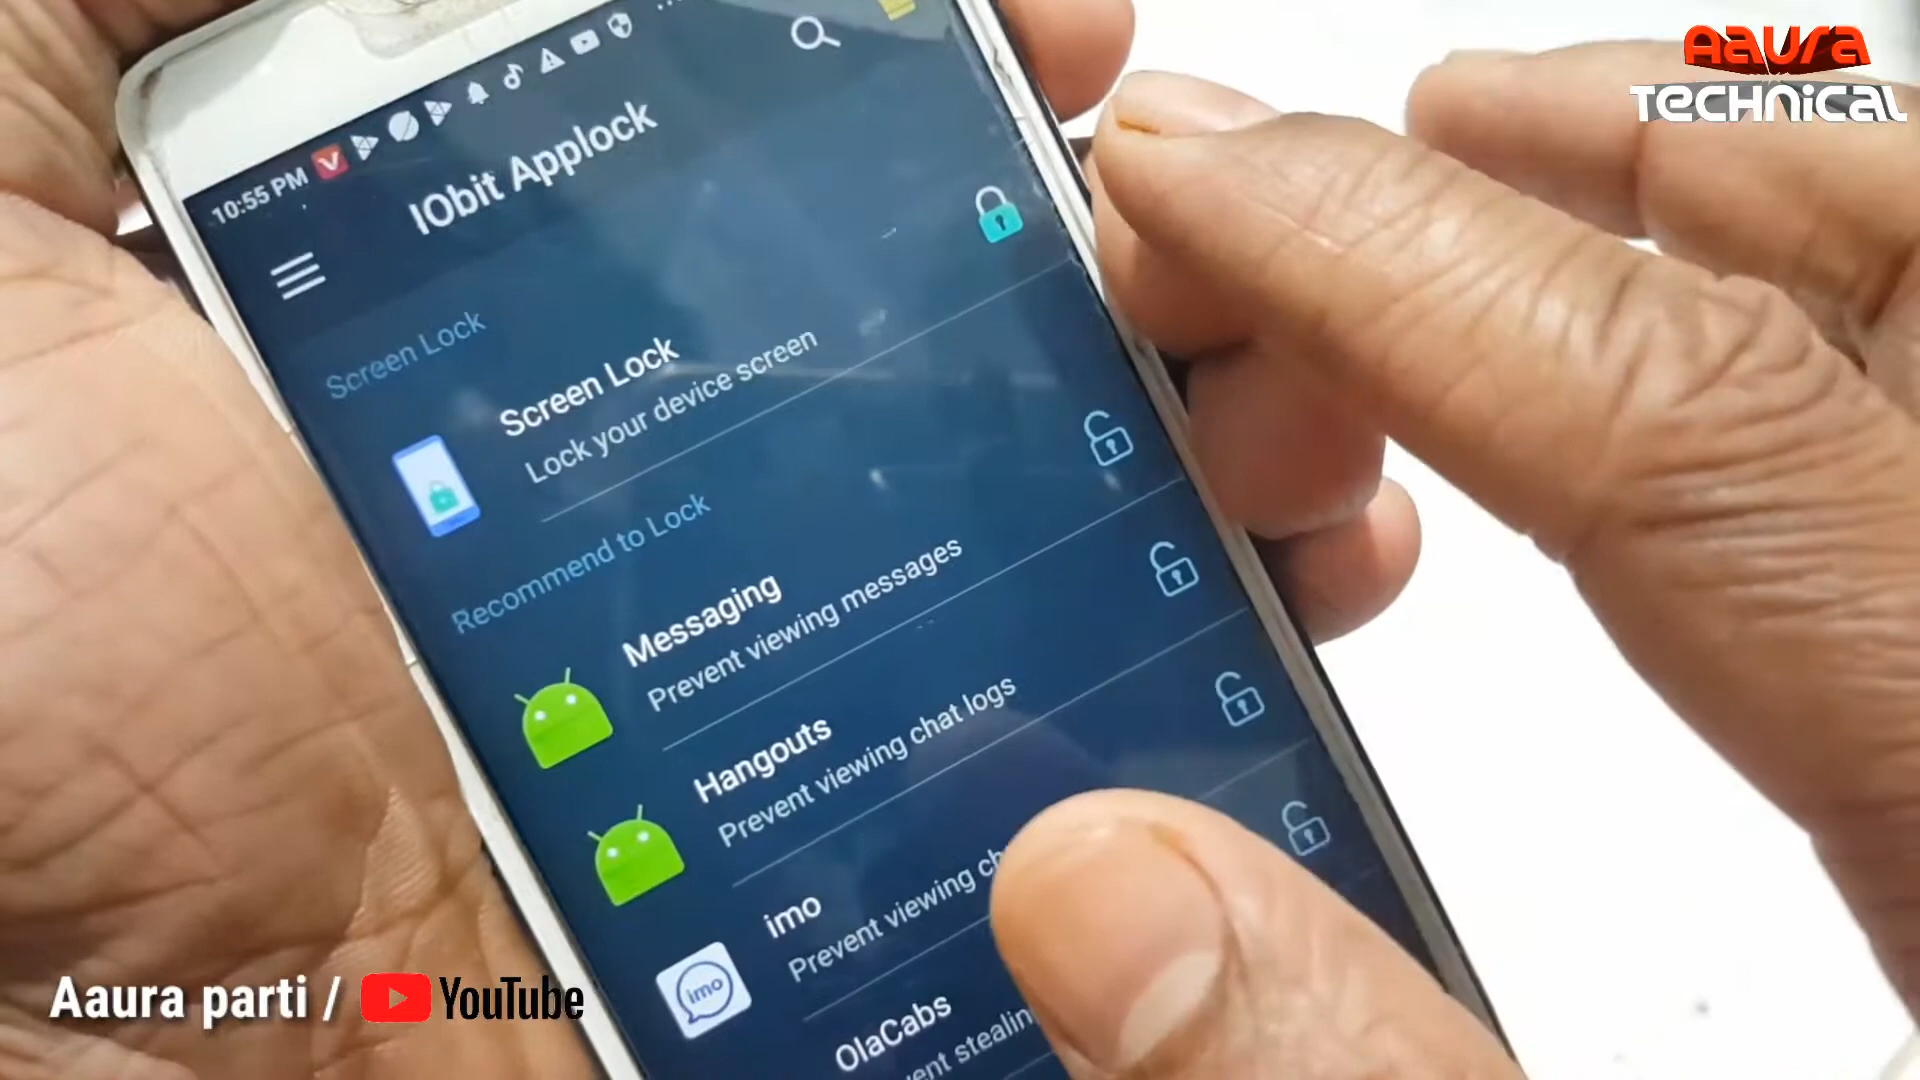 Aaura
TECHNiCAL
10:55 PM
IObit Applock
Screen Lock
Screen Lock
Lock your device screen
Recommend to Lock
Messaging
Prevent viewing messages
Hangouts
Prevent viewing chat logs
imo
Prevent viewing
imo
OlaCabs
Aaura parti / YouTube